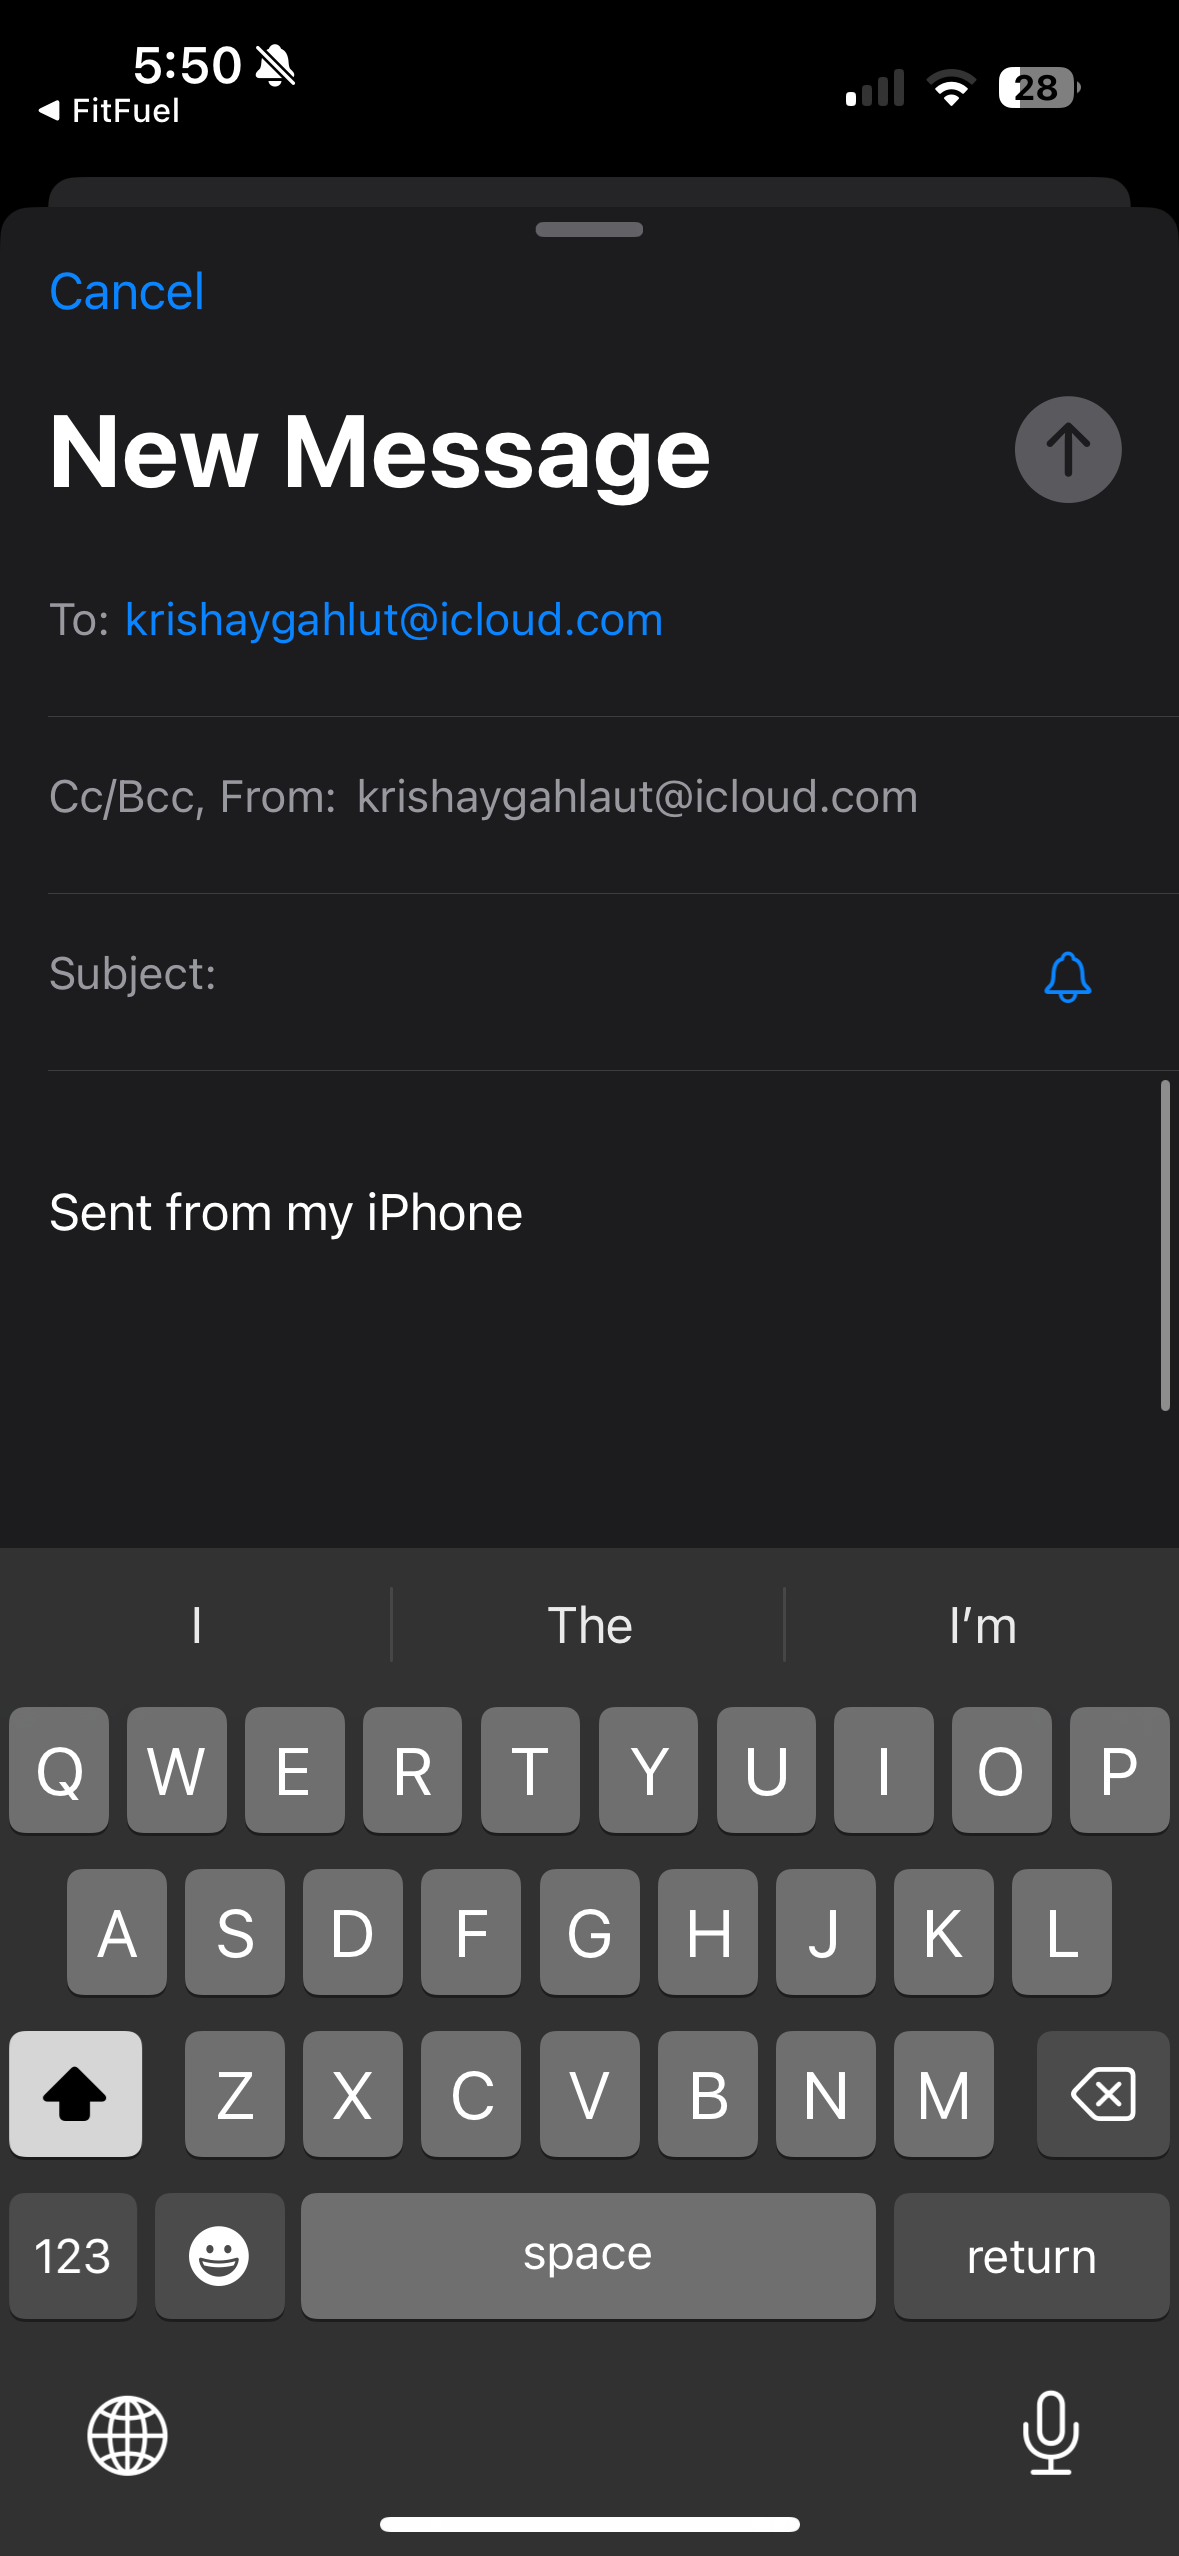 5:50
28
FitFuel
Cancel
New Message
To: krishaygahlut@icloud.com
Cc/Bcc, From: krishaygahlaut@icloud.com
Subject:
Sent from my iPhone
I The I’m
Q W E R T Y U I O P
A S D F G H J K L
Z X C V B N M
123 space return